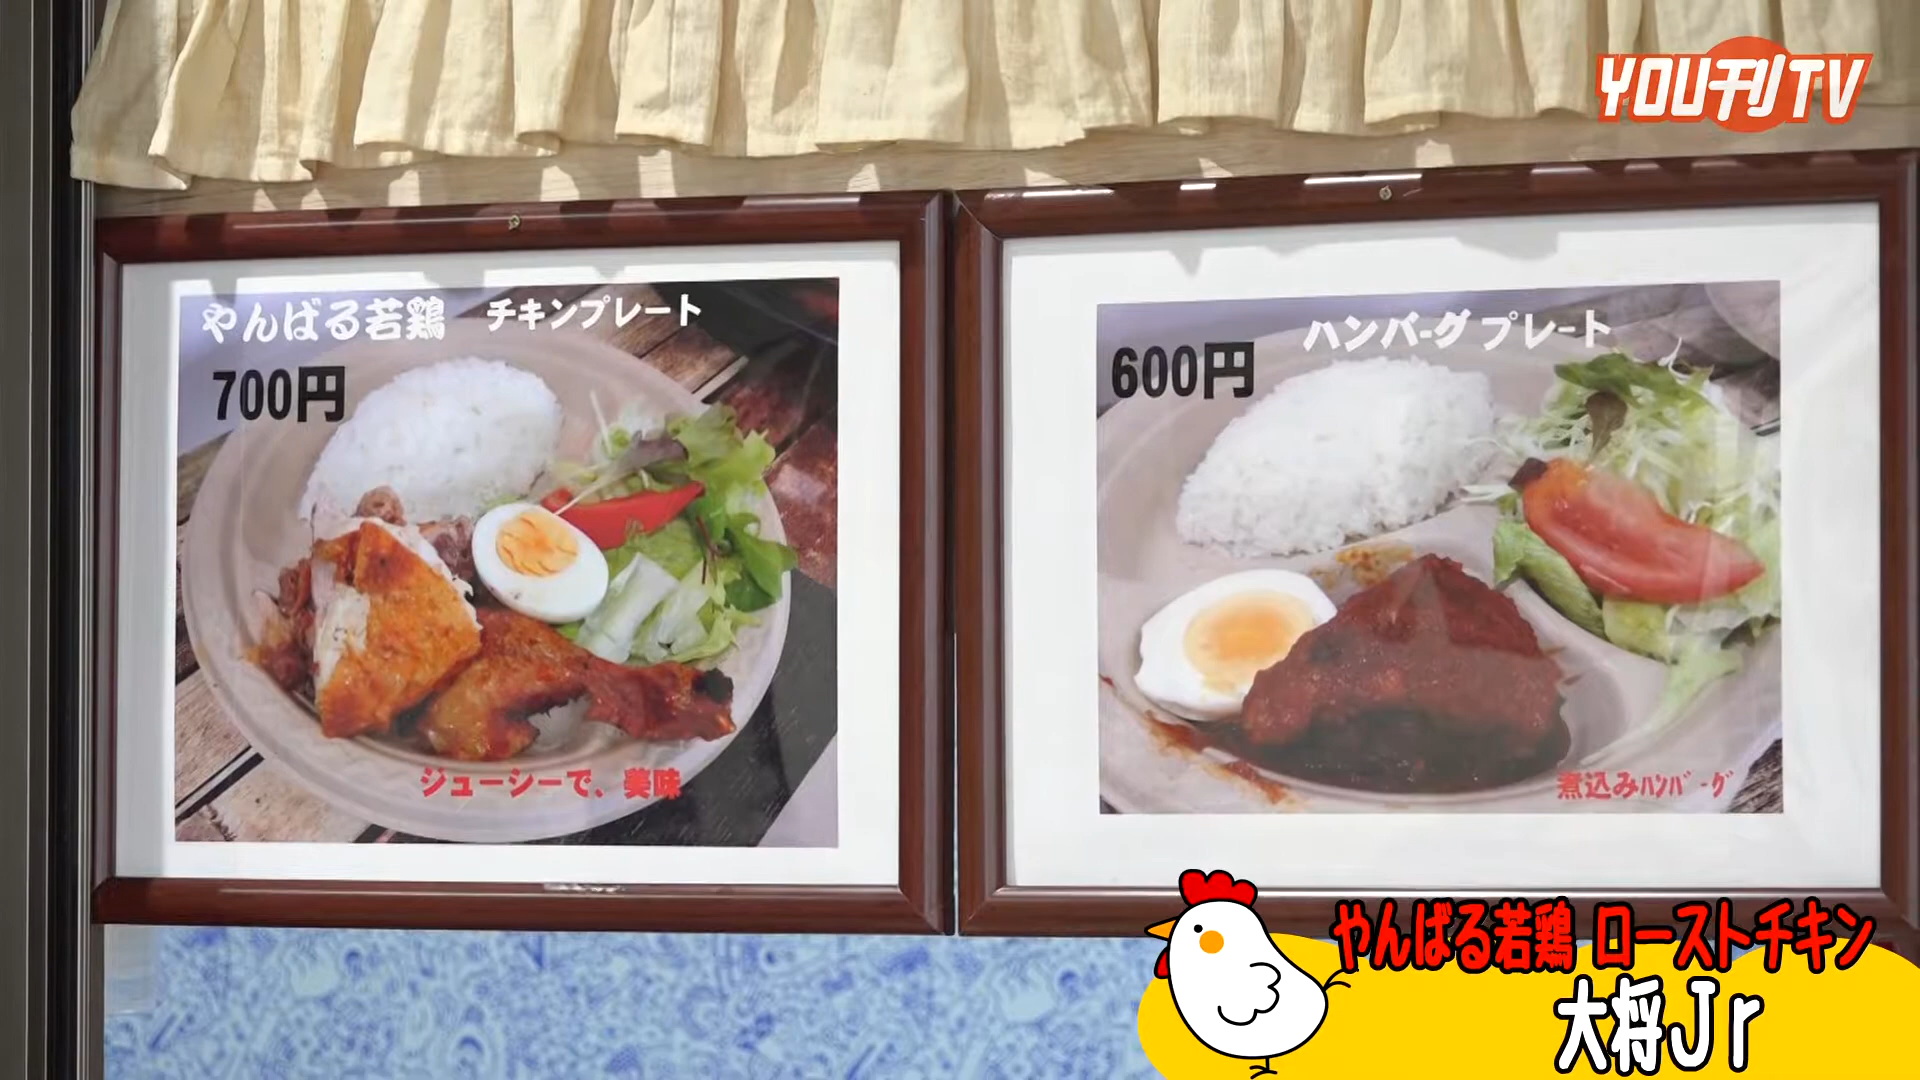 YOU刊TV
やんばる若鶏 チキンプレート
700円
ジューシーで、美味
ハンバーグ プレート
600円
煮込みﾊﾝﾊﾞｰｸﾞ
やんばる若鶏 ローストチキン
大将Jr